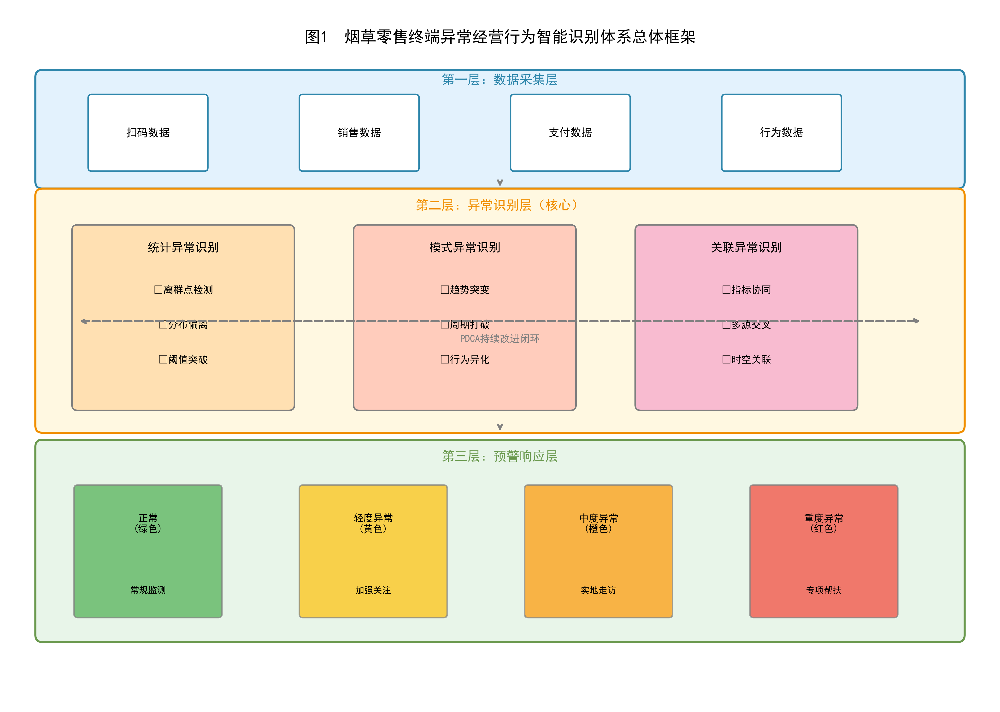 图1　烟草零售终端异常经营行为智能识别体系总体框架
第一层：数据采集层
扫码数据
销售数据
支付数据
行为数据
第二层：异常识别层（核心）
统计异常识别
□离群点检测
□分布偏离
□阈值突破
模式异常识别
□趋势突变
□周期打破
□行为异化
关联异常识别
□指标协同
□多源交叉
□时空关联
PDCA持续改进闭环
第三层：预警响应层
正常
（绿色）
常规监测
轻度异常
（黄色）
加强关注
中度异常
（橙色）
实地走访
重度异常
（红色）
专项帮扶